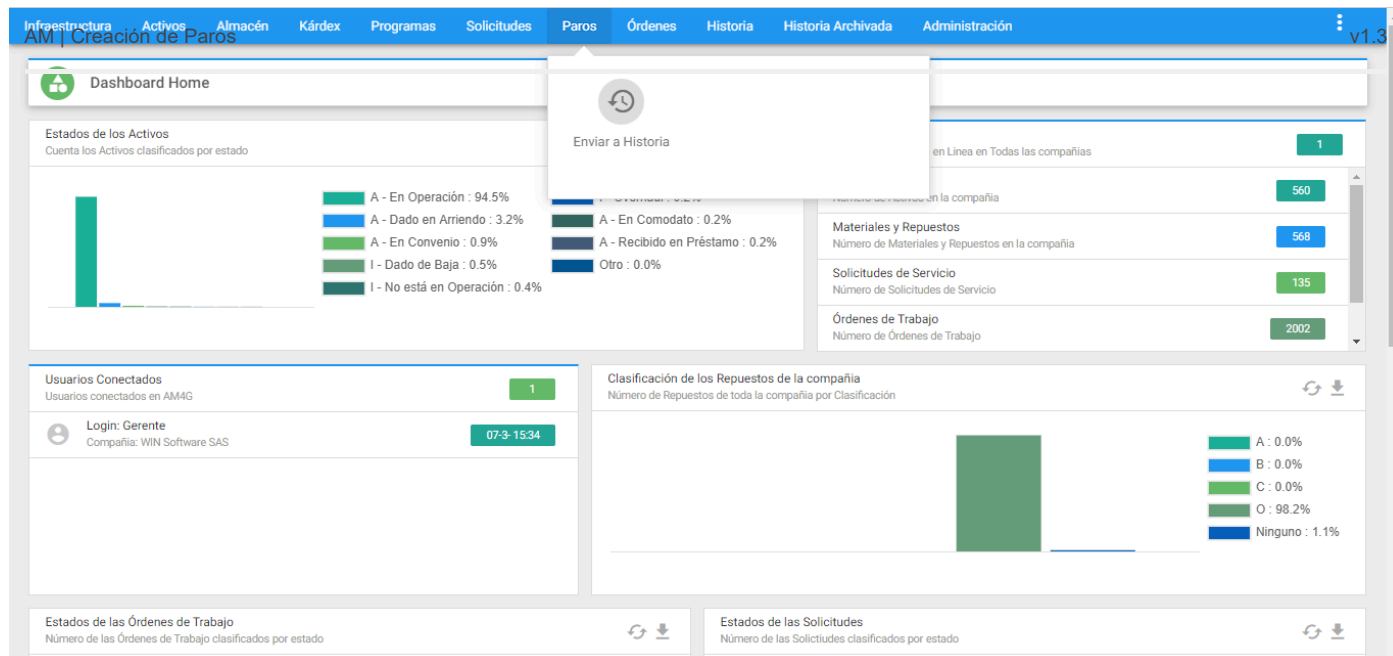 Infraestructura Activos Almacén Kárdex Programas Solicitudes Paros Órdenes Historia Historia Archivada Administración
AM | Creación de Paros
v1.3
Dashboard Home
Enviar a Historia
Estados de los Activos
Cuenta los Activos clasificados por estado
A - En Operación : 94.5%
A - Dado en Arriendo : 3.2%
A - En Convenio : 0.9%
I - Dado de Baja : 0.5%
I - No está en Operación : 0.4%
A - En Comodato : 0.2%
A - Recibido en Préstamo : 0.2%
Otro : 0.0%
en Linea en Todas las compañias
1
en la compañia
560
Materiales y Repuestos
Número de Materiales y Repuestos en la compañia
568
Solicitudes de Servicio
Número de Solicitudes de Servicio
135
Órdenes de Trabajo
Número de Órdenes de Trabajo
2002
Usuarios Conectados
Usuarios conectados en AM4G
1
Login: Gerente
Compañia: WIN Software SAS
07-3- 15:34
Clasificación de los Repuestos de la compañia
Número de Repuestos de toda la compañia por Clasificación
A : 0.0%
B : 0.0%
C : 0.0%
O : 98.2%
Ninguno : 1.1%
Estados de las Órdenes de Trabajo
Número de las Órdenes de Trabajo clasificados por estado
Estados de las Solicitudes
Número de las Solictiudes clasificados por estado